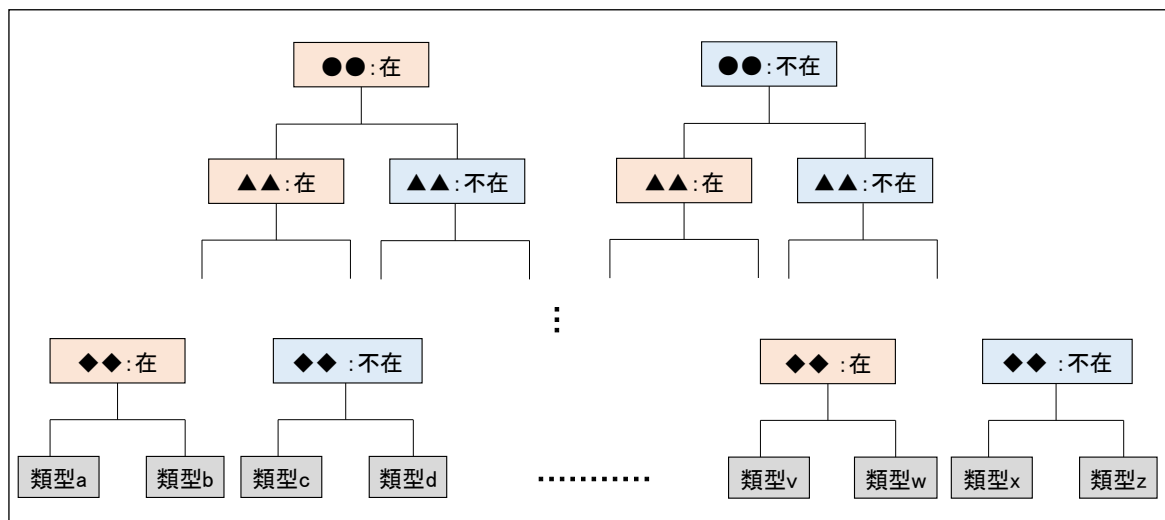 ●●:在 ●●:不在
▲▲:在 ▲▲:不在 ▲▲:在 ▲▲:不在
◆◆:在 ◆◆:不在 ◆◆:在 ◆◆:不在
類型a 類型b 類型c 類型d 類型v 類型w 類型x 類型z